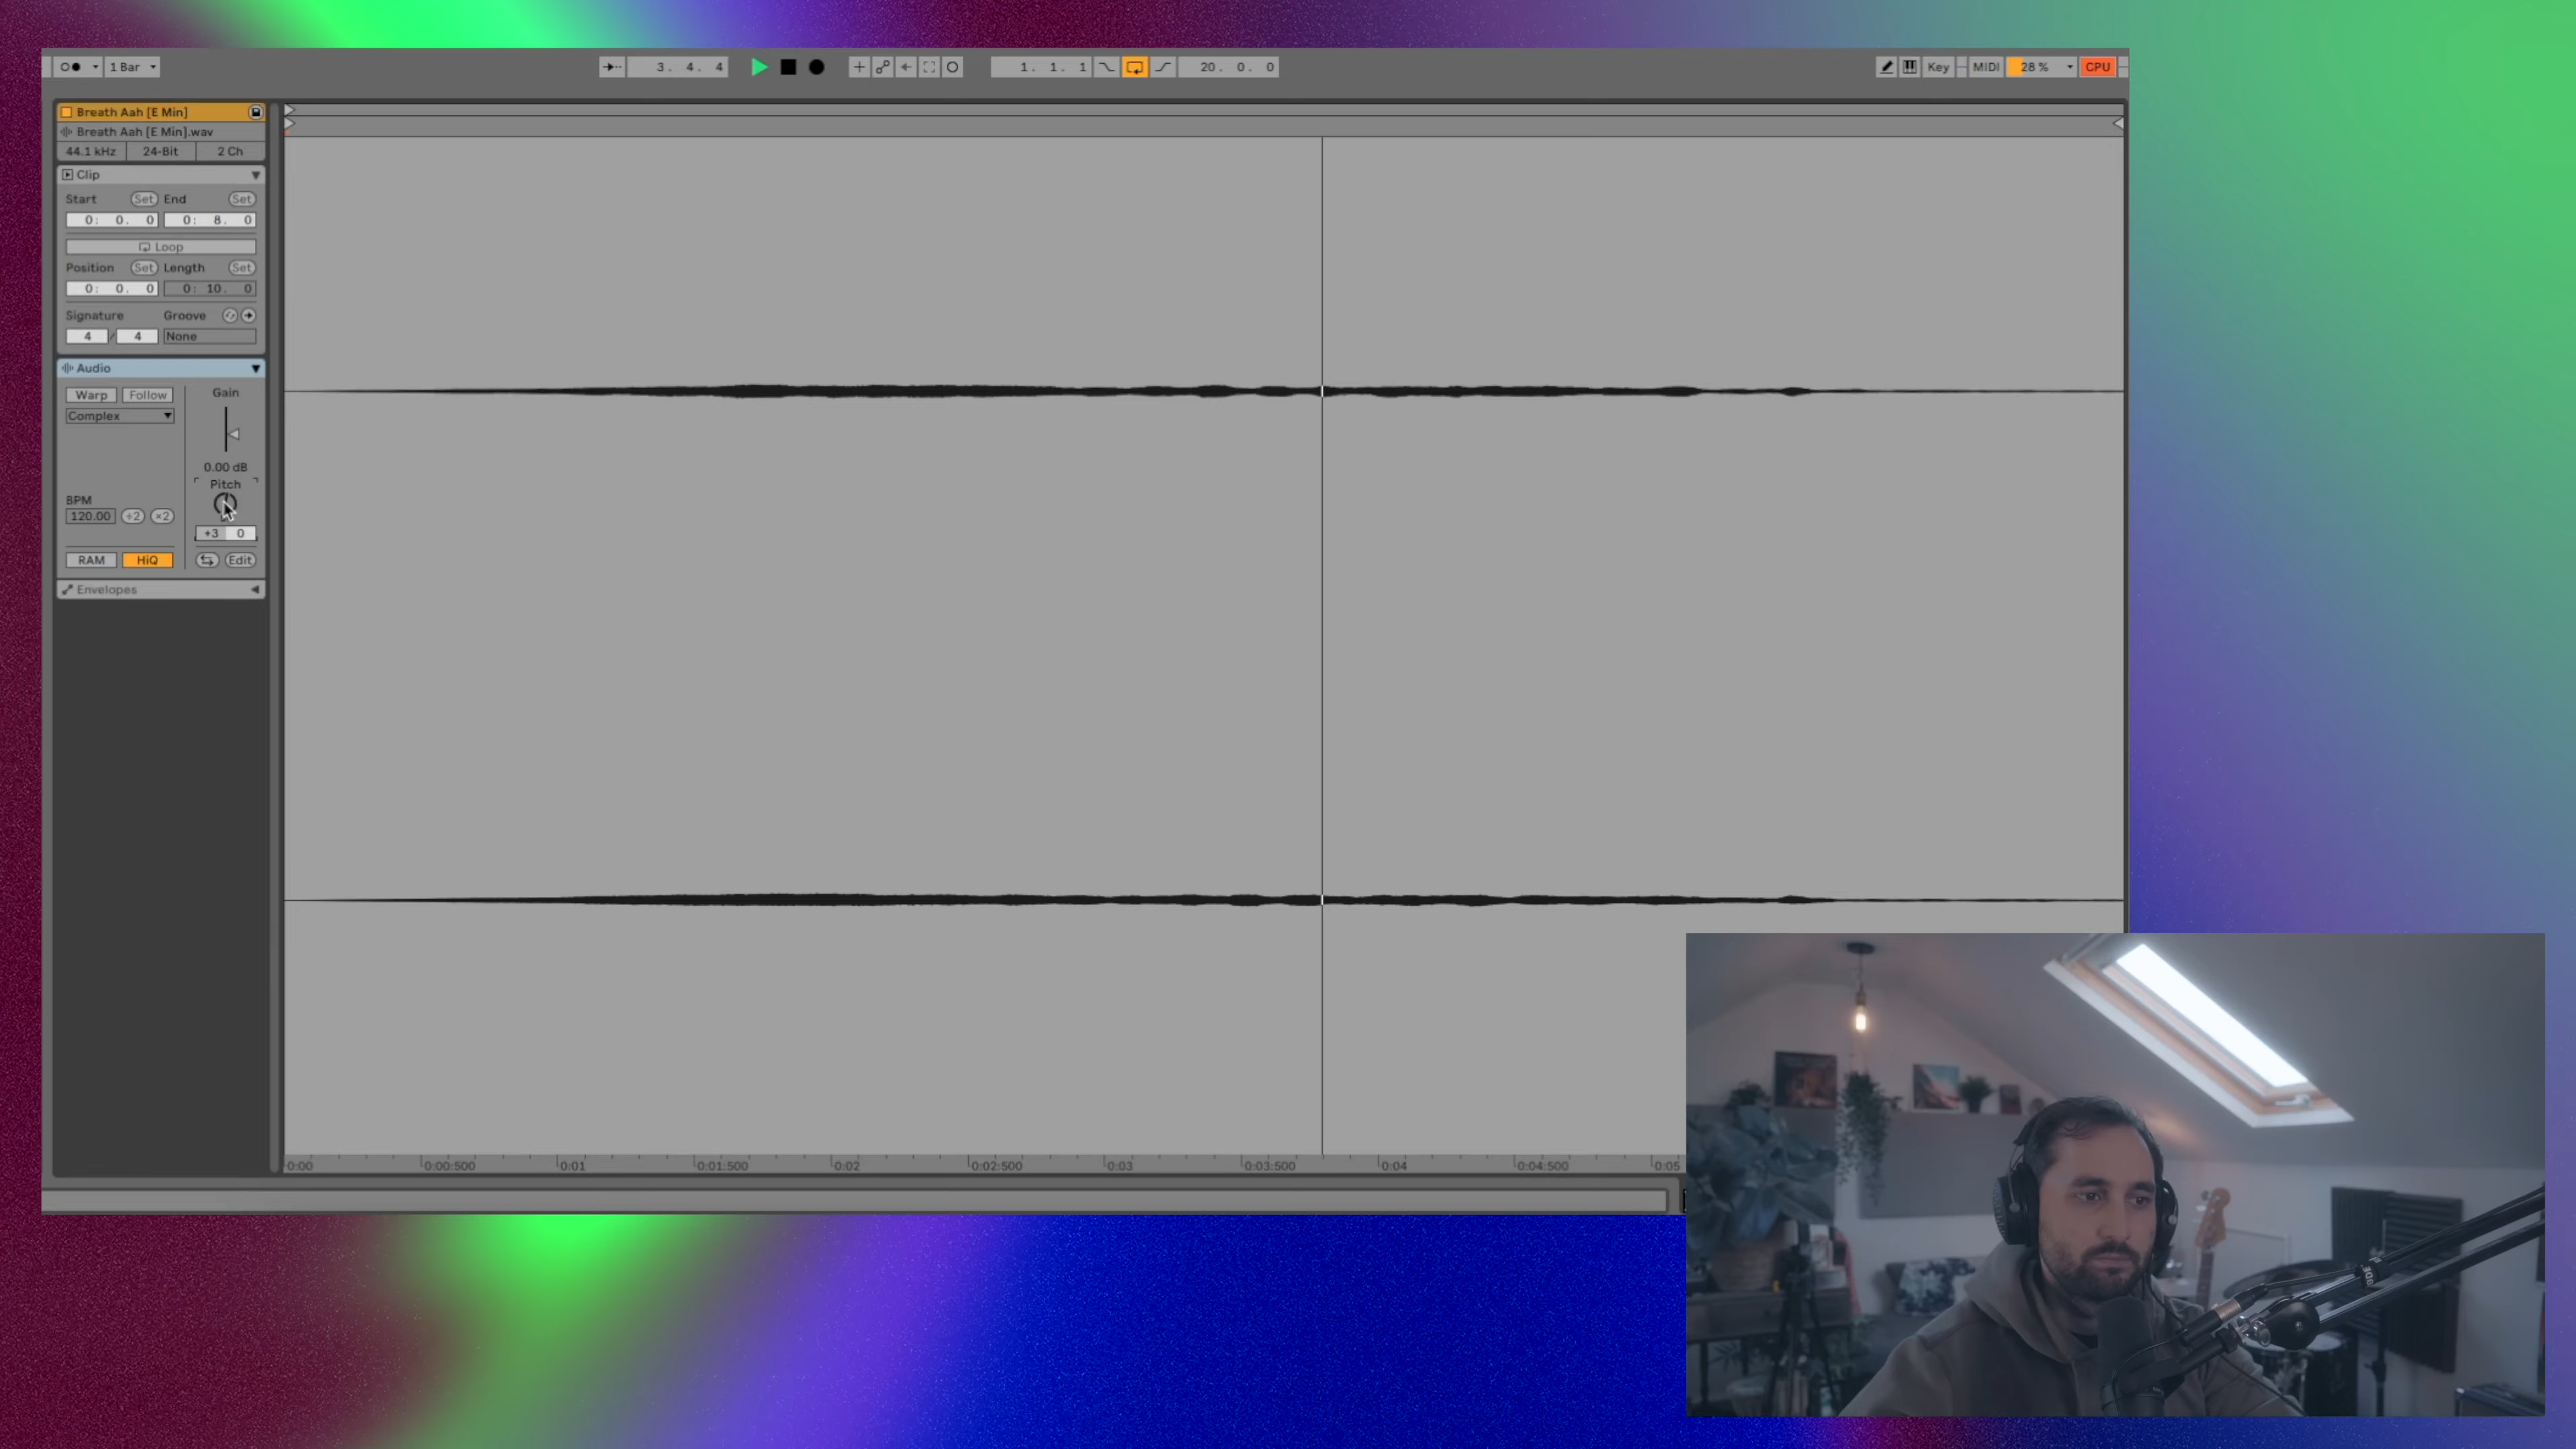 1 Bar 3. 4. 4 1. 1. 1 20. 0. 0 Key MIDI 28 % CPU
Breath Aah [E Min]
Breath Aah [E Min].wav
44.1 kHz 24-Bit 2 Ch
Clip
Start Set End Set
0: 0. 0 0: 8. 0
Loop
Position Set Length Set
0: 0. 0 0: 10. 0
Signature Groove
4 / 4 None
Audio
Warp Follow Gain
Complex
0.00 dB
Pitch
BPM
120.00 ÷2 ×2
+3 0
RAM HiQ Edit
Envelopes
0:00 0:00:500 0:01 0:01:500 0:02 0:02:500 0:03 0:03:500 0:04 0:04:500 0:05